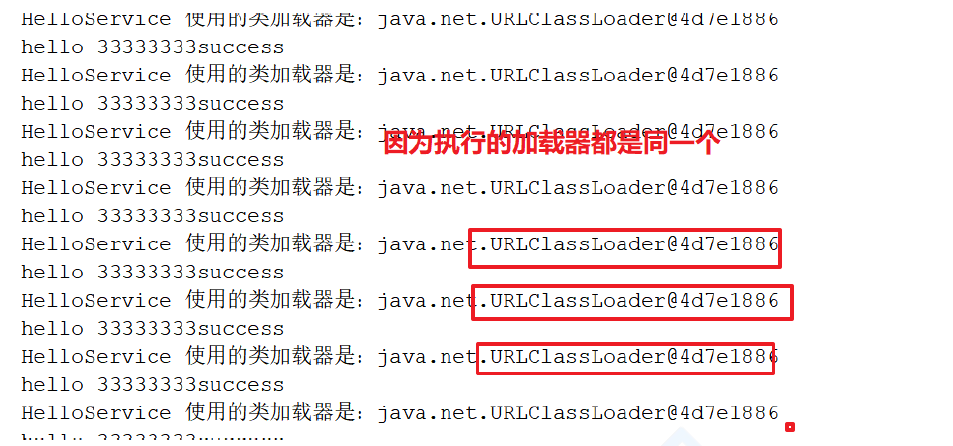 HelloService 使用的类加载器是：java.net.URLClassLoader@4d7e1886
hello 33333333success
HelloService 使用的类加载器是：java.net.URLClassLoader@4d7e1886
hello 33333333success
HelloService 使用的类加载器是：java.net.URLClassLoader@4d7e1886
因为执行的加载器都是同一个
hello 33333333success
HelloService 使用的类加载器是：java.net.URLClassLoader@4d7e1886
hello 33333333success
HelloService 使用的类加载器是：java.net.URLClassLoader@4d7e1886
hello 33333333success
HelloService 使用的类加载器是：java.net.URLClassLoader@4d7e1886
hello 33333333success
HelloService 使用的类加载器是：java.net.URLClassLoader@4d7e1886
hello 33333333success
HelloService 使用的类加载器是：java.net.URLClassLoader@4d7e1886